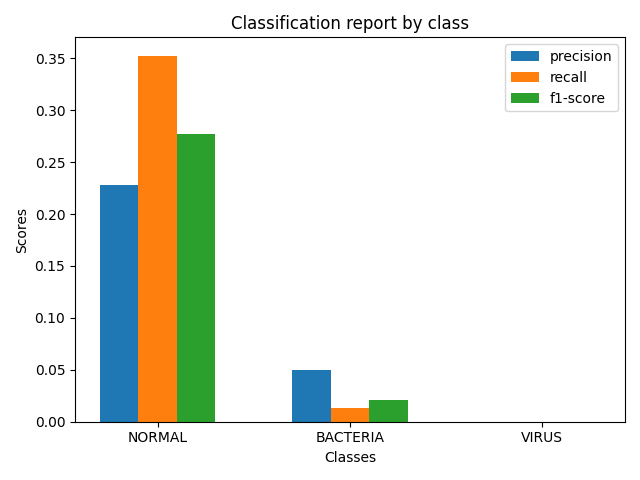 Classification report by class
precision
recall
f1-score
Scores
0.35
0.30
0.25
0.20
0.15
0.10
0.05
0.00
NORMAL
BACTERIA
VIRUS
Classes